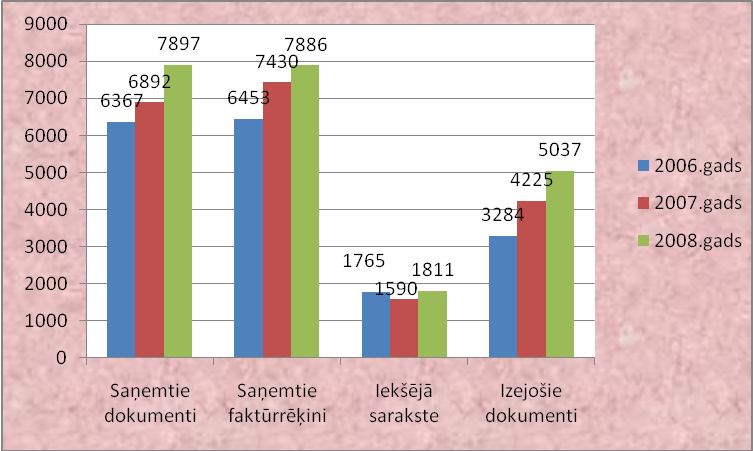 9000
8000
7000
6000
5000
4000
3000
2000
1000
0
6367
6892
7897
6453
7430
7886
1765
1590
1811
3284
4225
5037
Saņemtie
dokumenti
Saņemtie
faktūrrēķini
Iekšējā
sarakste
Izejošie
dokumenti
2006.gads
2007.gads
2008.gads